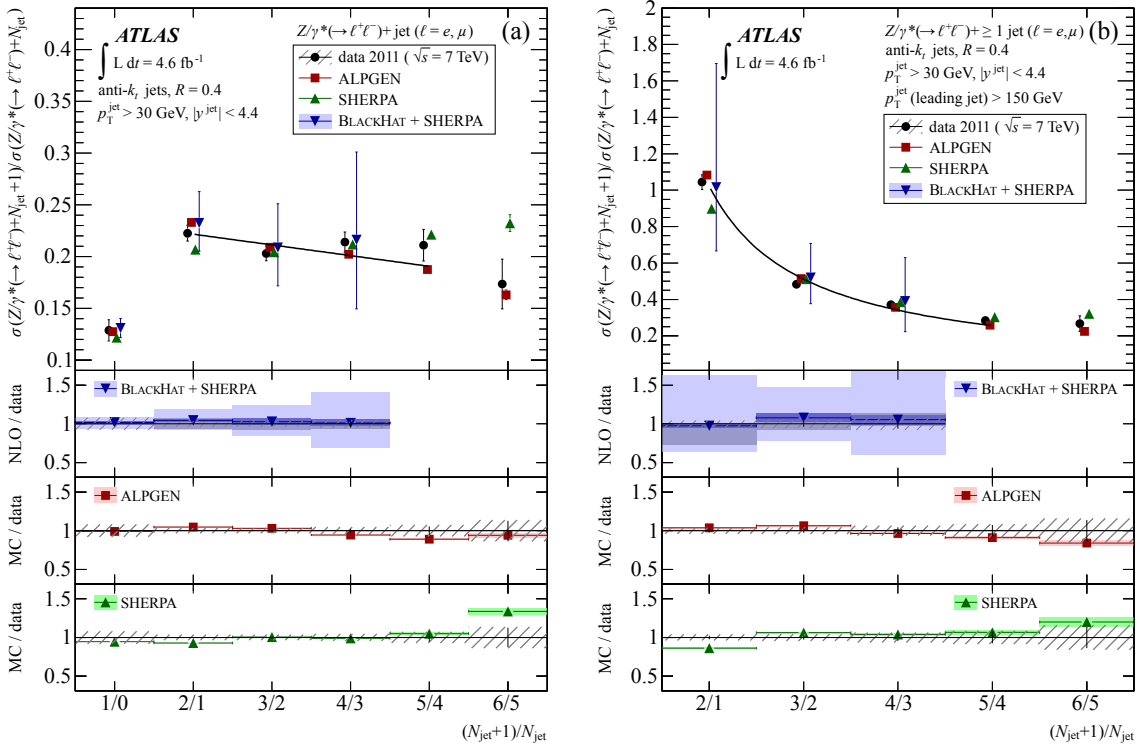 σ(Z/γ*(→ ℓ⁺ℓ⁻)+N_jet+1)/σ(Z/γ*(→ ℓ⁺ℓ⁻)+N_jet)
0.4
0.35
0.3
0.25
0.2
0.15
0.1
ATLAS
∫ L dt = 4.6 fb⁻¹
anti-k_t jets, R = 0.4
p_T^jet > 30 GeV, |y^jet| < 4.4
Z/γ*(→ ℓ⁺ℓ⁻) + jet (ℓ = e, μ)
(a)
data 2011 (√s = 7 TeV)
ALPGEN
SHERPA
BLACKHAT + SHERPA
NLO / data
1.5
1
0.5
BLACKHAT + SHERPA
MC / data
1.5
1
0.5
ALPGEN
MC / data
1.5
1
0.5
SHERPA
1/0 2/1 3/2 4/3 5/4 6/5
(N_jet+1)/N_jet
σ(Z/γ*(→ ℓ⁺ℓ⁻)+N_jet+1)/σ(Z/γ*(→ ℓ⁺ℓ⁻)+N_jet)
2
1.8
1.6
1.4
1.2
1
0.8
0.6
0.4
0.2
0
ATLAS
∫ L dt = 4.6 fb⁻¹
Z/γ*(→ ℓ⁺ℓ⁻) + ≥ 1 jet (ℓ = e, μ)
(b)
anti-k_t jets, R = 0.4
p_T^jet > 30 GeV, |y^jet| < 4.4
p_T^jet (leading jet) > 150 GeV
data 2011 (√s = 7 TeV)
ALPGEN
SHERPA
BLACKHAT + SHERPA
NLO / data
1.5
1
0.5
BLACKHAT + SHERPA
MC / data
1.5
1
0.5
ALPGEN
MC / data
1.5
1
0.5
SHERPA
2/1 3/2 4/3 5/4 6/5
(N_jet+1)/N_jet